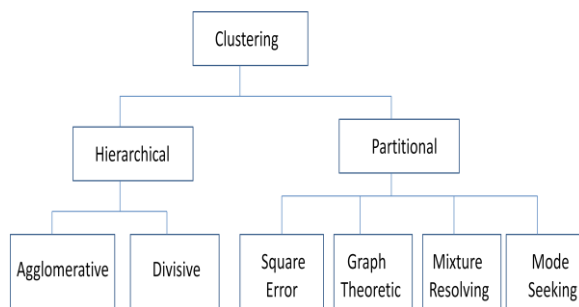 Clustering
Hierarchical
Partitional
Agglomerative
Divisive
Square
Error
Graph
Theoretic
Mixture
Resolving
Mode
Seeking